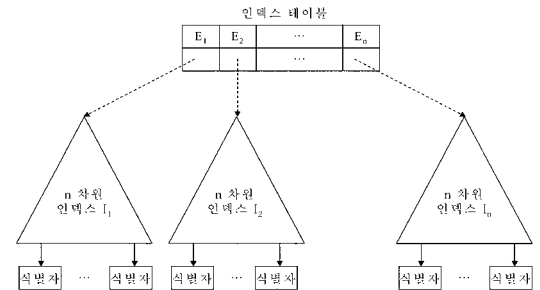 인덱스 테이블
E1 E2 ... En
...
n 차원 n 차원 n 차원
인덱스 I1 인덱스 I2 인덱스 In
식별자 ... 식별자 식별자 ... 식별자 식별자 ... 식별자